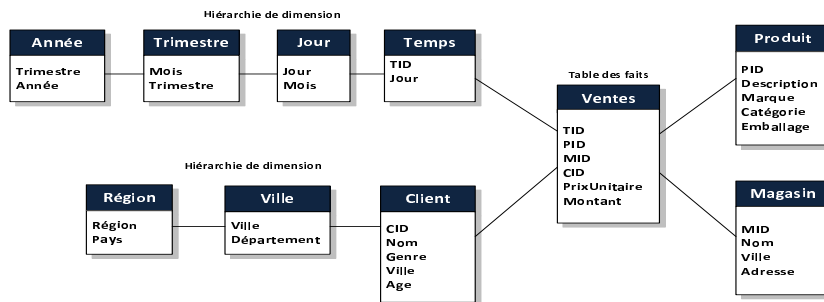 Hiérarchie de dimension
Année
Trimestre
Année
Trimestre
Mois
Trimestre
Jour
Jour
Mois
Temps
TID
Jour
Table des faits
Ventes
TID
PID
MID
CID
PrixUnitaire
Montant
Produit
PID
Description
Marque
Catégorie
Emballage
Hiérarchie de dimension
Région
Région
Pays
Ville
Ville
Département
Client
CID
Nom
Genre
Ville
Age
Magasin
MID
Nom
Ville
Adresse